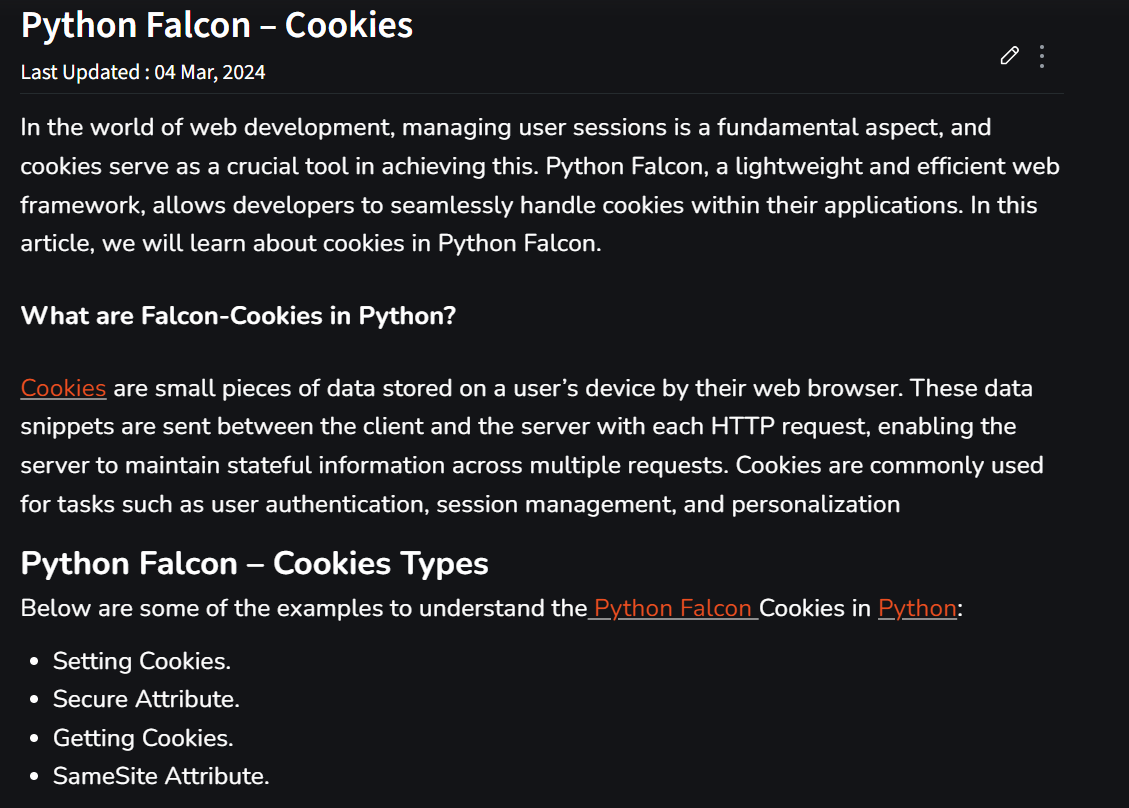 Python Falcon – Cookies
Last Updated : 04 Mar, 2024
In the world of web development, managing user sessions is a fundamental aspect, and
cookies serve as a crucial tool in achieving this. Python Falcon, a lightweight and efficient web
framework, allows developers to seamlessly handle cookies within their applications. In this
article, we will learn about cookies in Python Falcon.
What are Falcon-Cookies in Python?
Cookies are small pieces of data stored on a user’s device by their web browser. These data
snippets are sent between the client and the server with each HTTP request, enabling the
server to maintain stateful information across multiple requests. Cookies are commonly used
for tasks such as user authentication, session management, and personalization
Python Falcon – Cookies Types
Below are some of the examples to understand the Python Falcon Cookies in Python:
• Setting Cookies.
• Secure Attribute.
• Getting Cookies.
• SameSite Attribute.